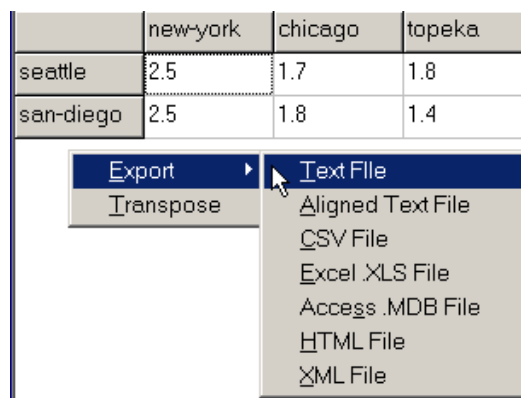 new-york chicago topeka
seattle 2.5 1.7 1.8
san-diego 2.5 1.8 1.4
Export Text FIle
Transpose Aligned Text File
CSV File
Excel .XLS File
Access .MDB File
HTML File
XML File